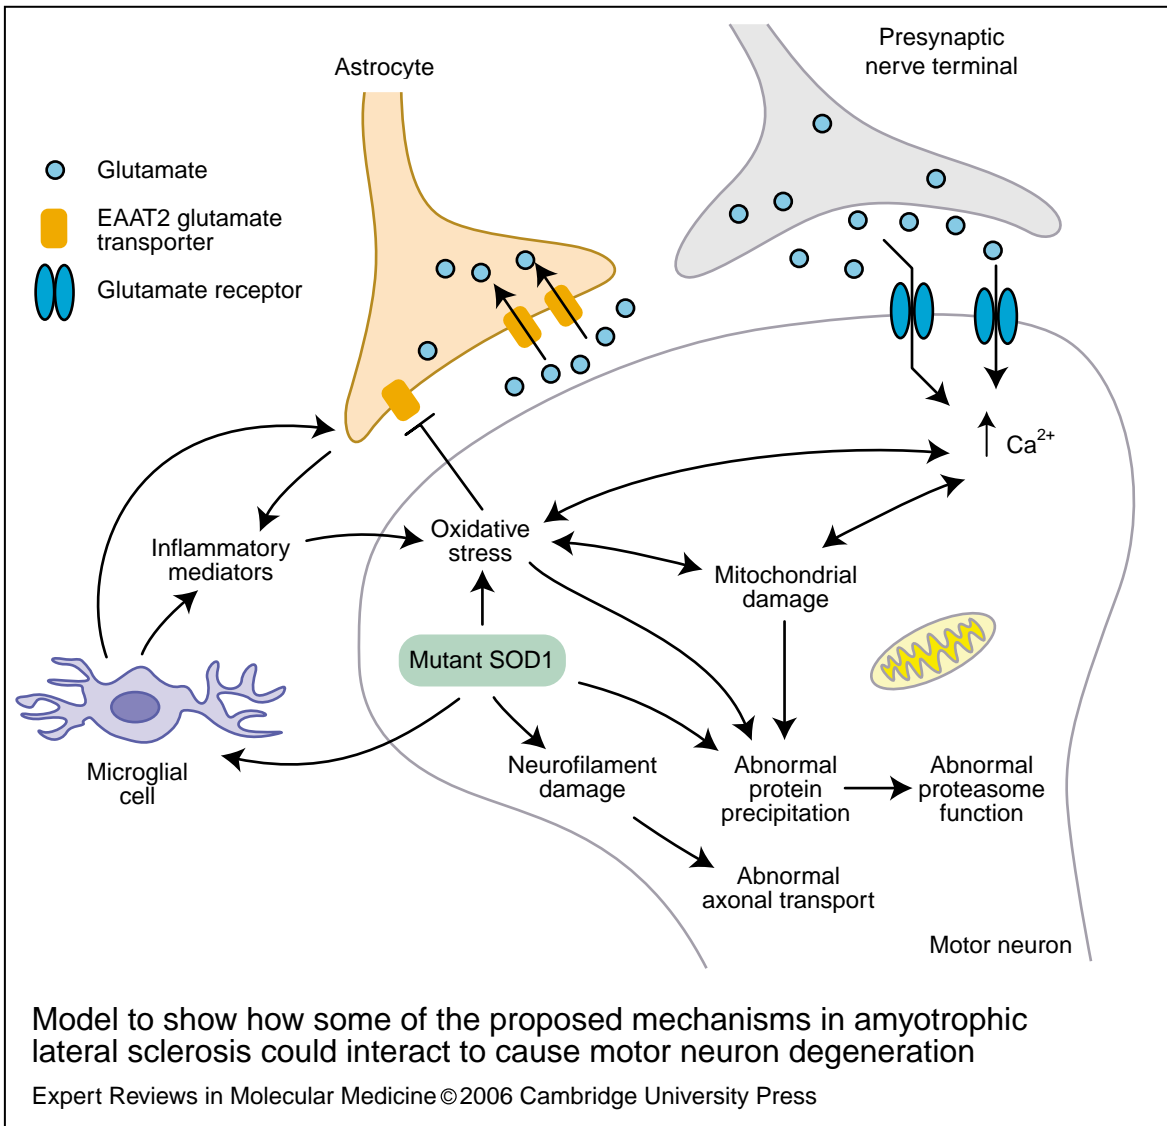 Astrocyte
Presynaptic
nerve terminal
Glutamate
EAAT2 glutamate
transporter
Glutamate receptor
Ca2+
Oxidative
stress
Inflammatory
mediators
Mitochondrial
damage
Mutant SOD1
Microglial
cell
Neurofilament
damage
Abnormal
protein
precipitation
Abnormal
proteasome
function
Abnormal
axonal transport
Motor neuron
Model to show how some of the proposed mechanisms in amyotrophic
lateral sclerosis could interact to cause motor neuron degeneration
Expert Reviews in Molecular Medicine ©2006 Cambridge University Press